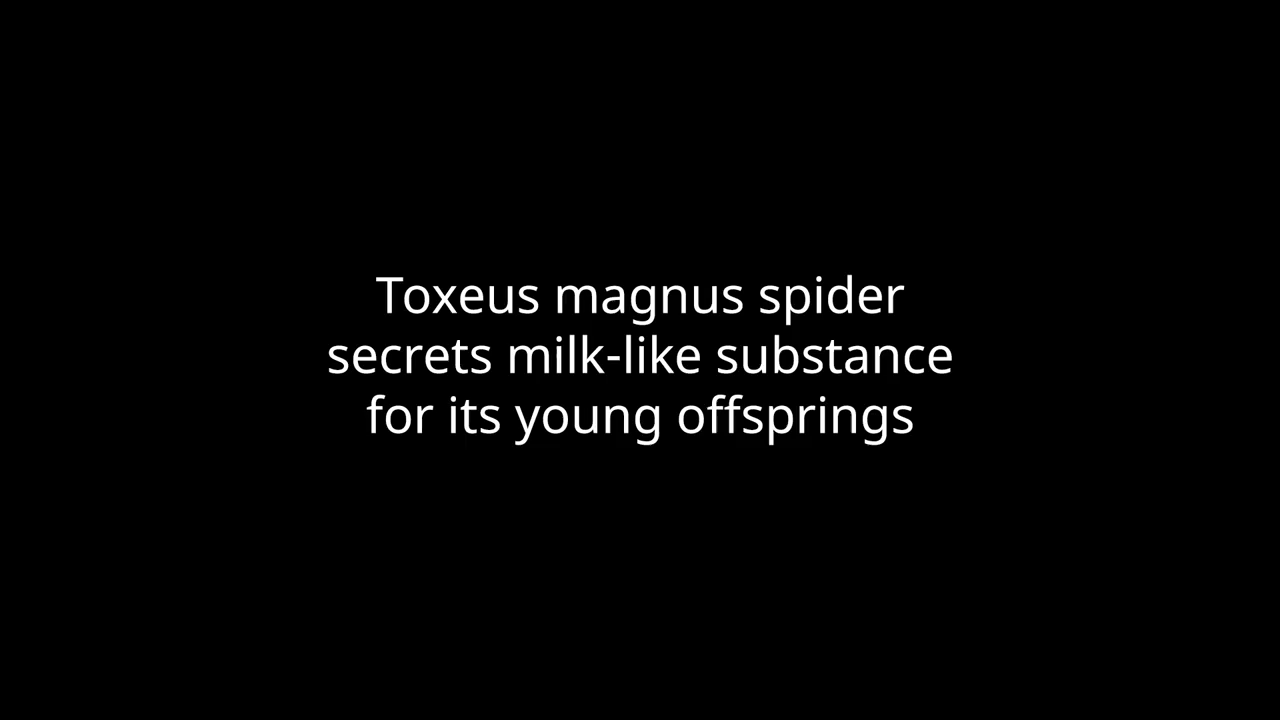 Toxeus magnus spider
secrets milk-like substance
for its young offsprings